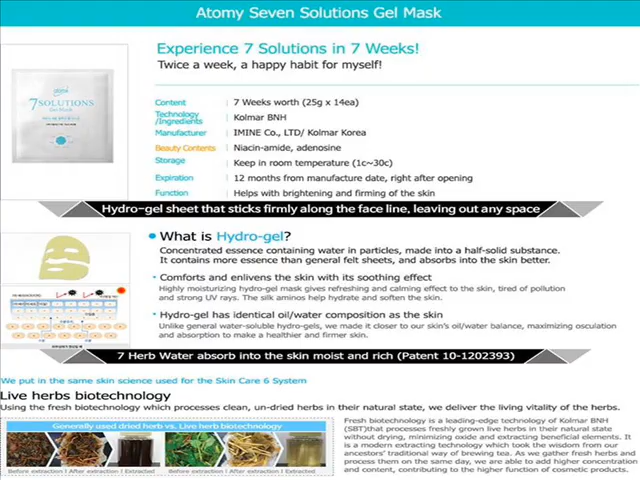 Atomy Seven Solutions Gel Mask
Experience 7 Solutions in 7 Weeks!
Twice a week, a happy habit for myself!
atomy
7 SOLUTIONS
Gel Mask
Content 7 Weeks worth (25g x 14ea)
Technology /Ingredients Kolmar BNH
Manufacturer IMINE Co., LTD/ Kolmar Korea
Beauty Contents Niacin-amide, adenosine
Storage Keep in room temperature (1c~30c)
Expiration 12 months from manufacture date, right after opening
Function Helps with brightening and firming of the skin
Hydro-gel sheet that sticks firmly along the face line, leaving out any space
What is Hydro-gel?
Concentrated essence containing water in particles, made into a half-solid substance.
It contains more essence than general felt sheets, and absorbs into the skin better.
· Comforts and enlivens the skin with its soothing effect
Highly moisturizing hydro-gel mask gives refreshing and calming effect to the skin, tired of pollution
and strong UV rays. The silk aminos help hydrate and soften the skin.
· Hydro-gel has identical oil/water composition as the skin
Unlike general water-soluble hydro-gels, we made it closer to our skin's oil/water balance, maximizing osculation
and absorption to make a healthier and firmer skin.
7 Herb Water absorb into the skin moist and rich (Patent 10-1202393)
We put in the same skin science used for the Skin Care 6 System
Live herbs biotechnology
Using the fresh biotechnology which processes clean, un-dried herbs in their natural state, we deliver the living vitality of the herbs.
Generally used dried herb vs. Live herb biotechnology
Before extraction | After extraction | Extracted Before extraction | After extraction | Extracted
Fresh biotechnology is a leading-edge technology of Kolmar BNH
(SBT)that processes freshly grown live herbs in their natural state
without drying, minimizing oxide and extracting beneficial elements. It
is a modern extracting technology which took the wisdom from our
ancestors' traditional way of brewing tea. As we gather fresh herbs and
process them on the same day, we are able to add higher concentration
and content, contributing to the higher function of cosmetic products.